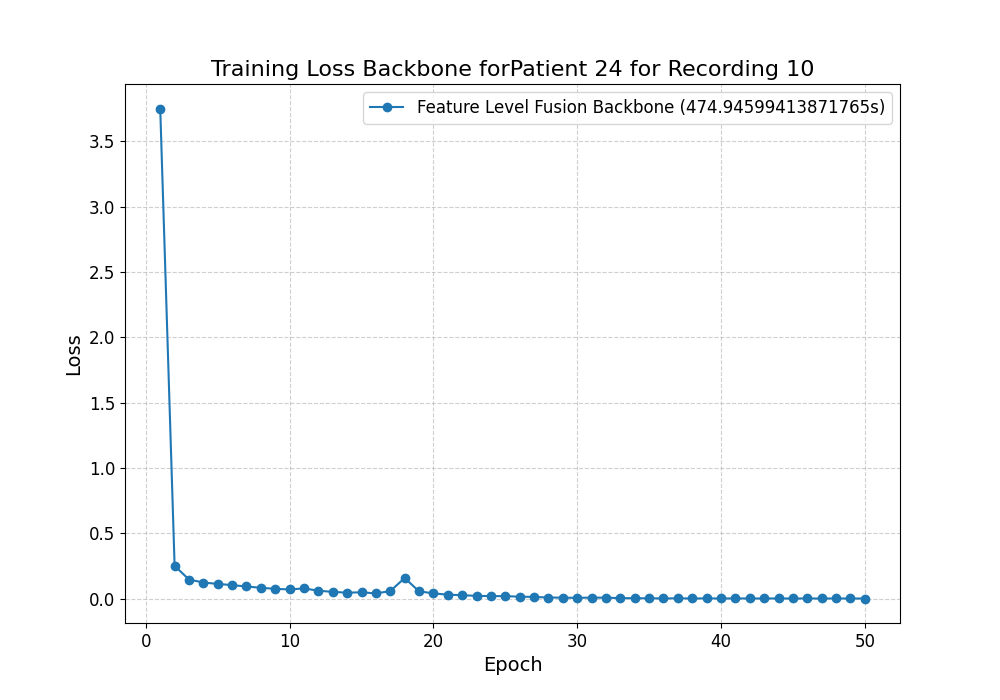 Training Loss Backbone forPatient 24 for Recording 10
Feature Level Fusion Backbone (474.94599413871765s)
3.5
3.0
2.5
2.0
1.5
1.0
0.5
0.0
Loss
0 10 20 30 40 50
Epoch